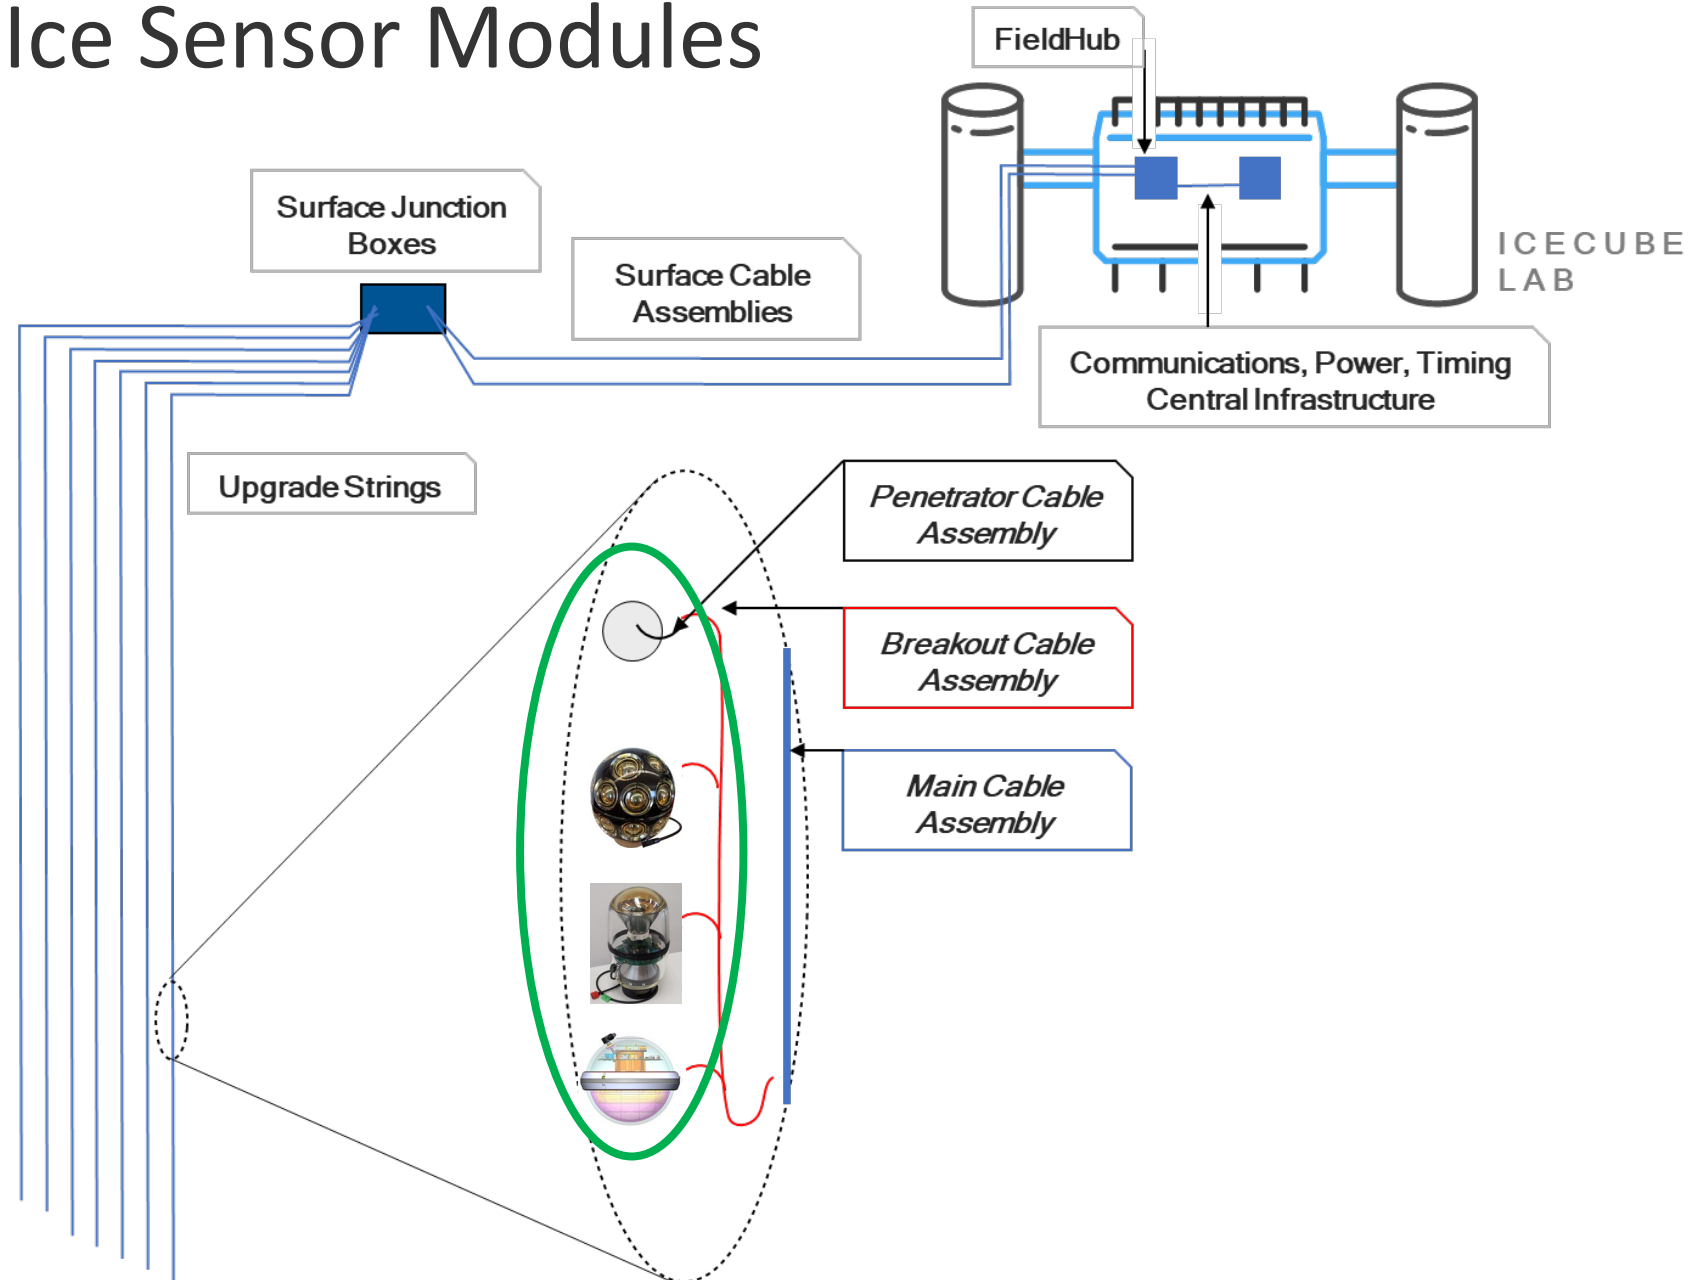 Ice Sensor Modules
FieldHub
Surface Junction
Boxes
Surface Cable
Assemblies
ICECUBE
LAB
Communications, Power, Timing
Central Infrastructure
Upgrade Strings
Penetrator Cable
Assembly
Breakout Cable
Assembly
Main Cable
Assembly